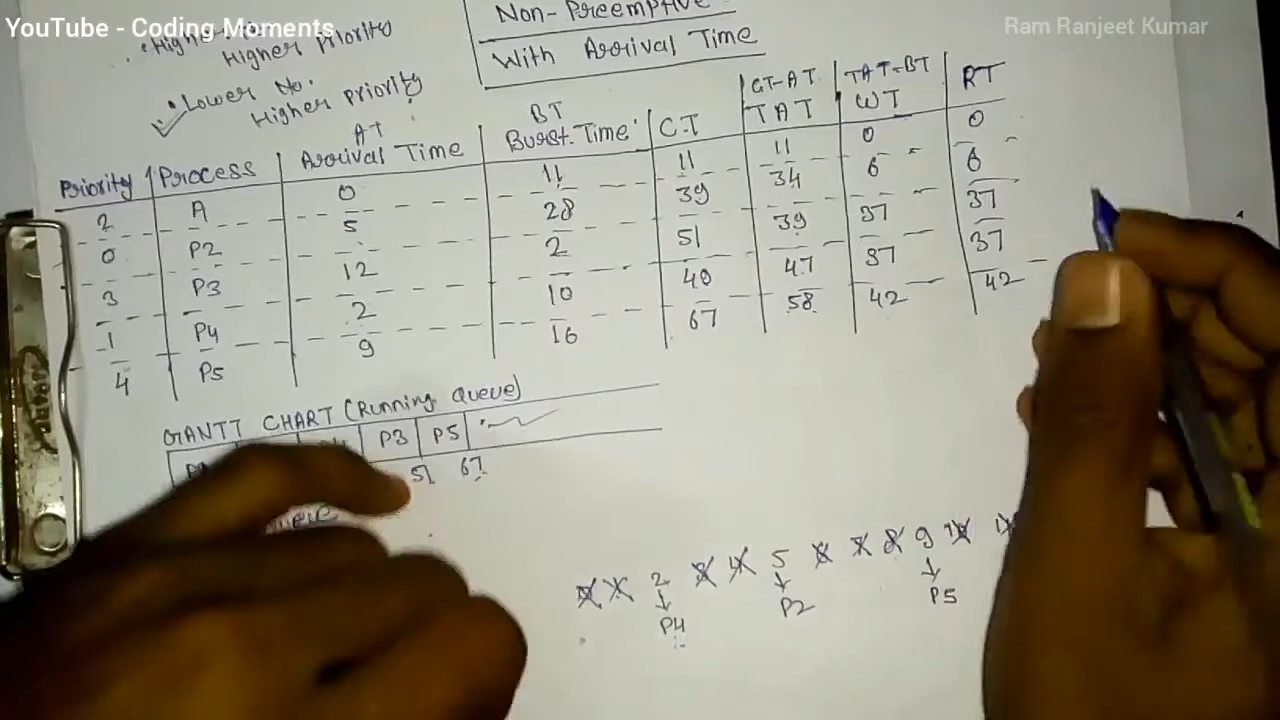 YouTube - Coding Moments
Ram Ranjeet Kumar
Non-Preemptive
With Arrival Time
Higher priority
Lower No.
Higher priority
AT BT CT-AT TAT-BT
Priority Process Arrival Time Burst Time C.T TAT WT RT
2 A 0 11 11 11 0 0
0 P2 5 28 39 34 6 6
3 P3 12 2 51 39 37 37
1 P4 2 10 49 47 37 37
4 P5 9 16 67 58 42 42
GANTT CHART (Running Queue)
P3 P5
51 67
2 5 8 9
P4 P2 P5